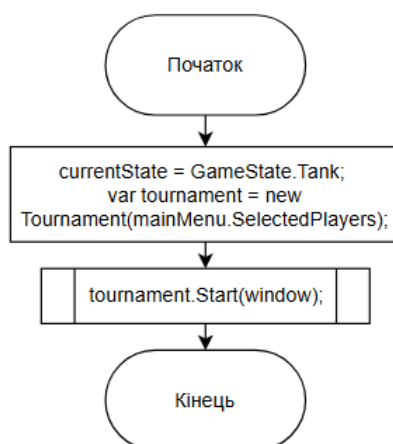 Початок
currentState = GameState.Tank;
var tournament = new
Tournament(mainMenu.SelectedPlayers);
tournament.Start(window);
Кінець